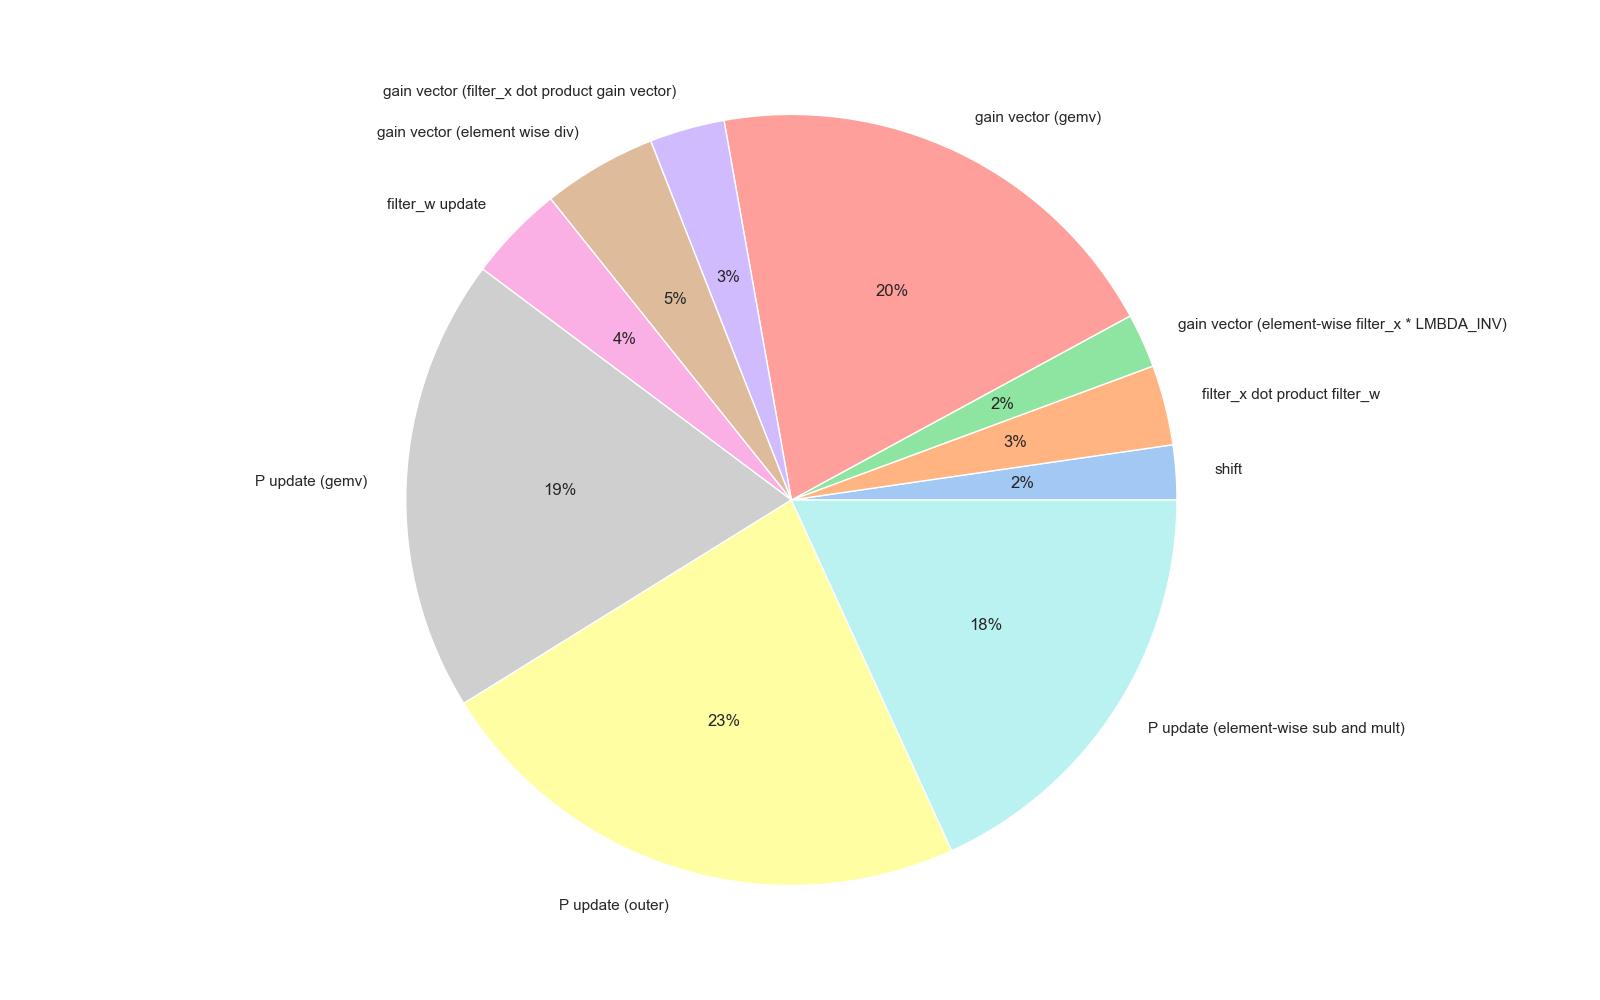 gain vector (filter_x dot product gain vector)
gain vector (gemv)
gain vector (element wise div)
filter_w update
3%
20%
5%
gain vector (element-wise filter_x * LMBDA_INV)
4%
filter_x dot product filter_w
2%
3%
shift
P update (gemv)
19%
2%
18%
23%
P update (element-wise sub and mult)
P update (outer)